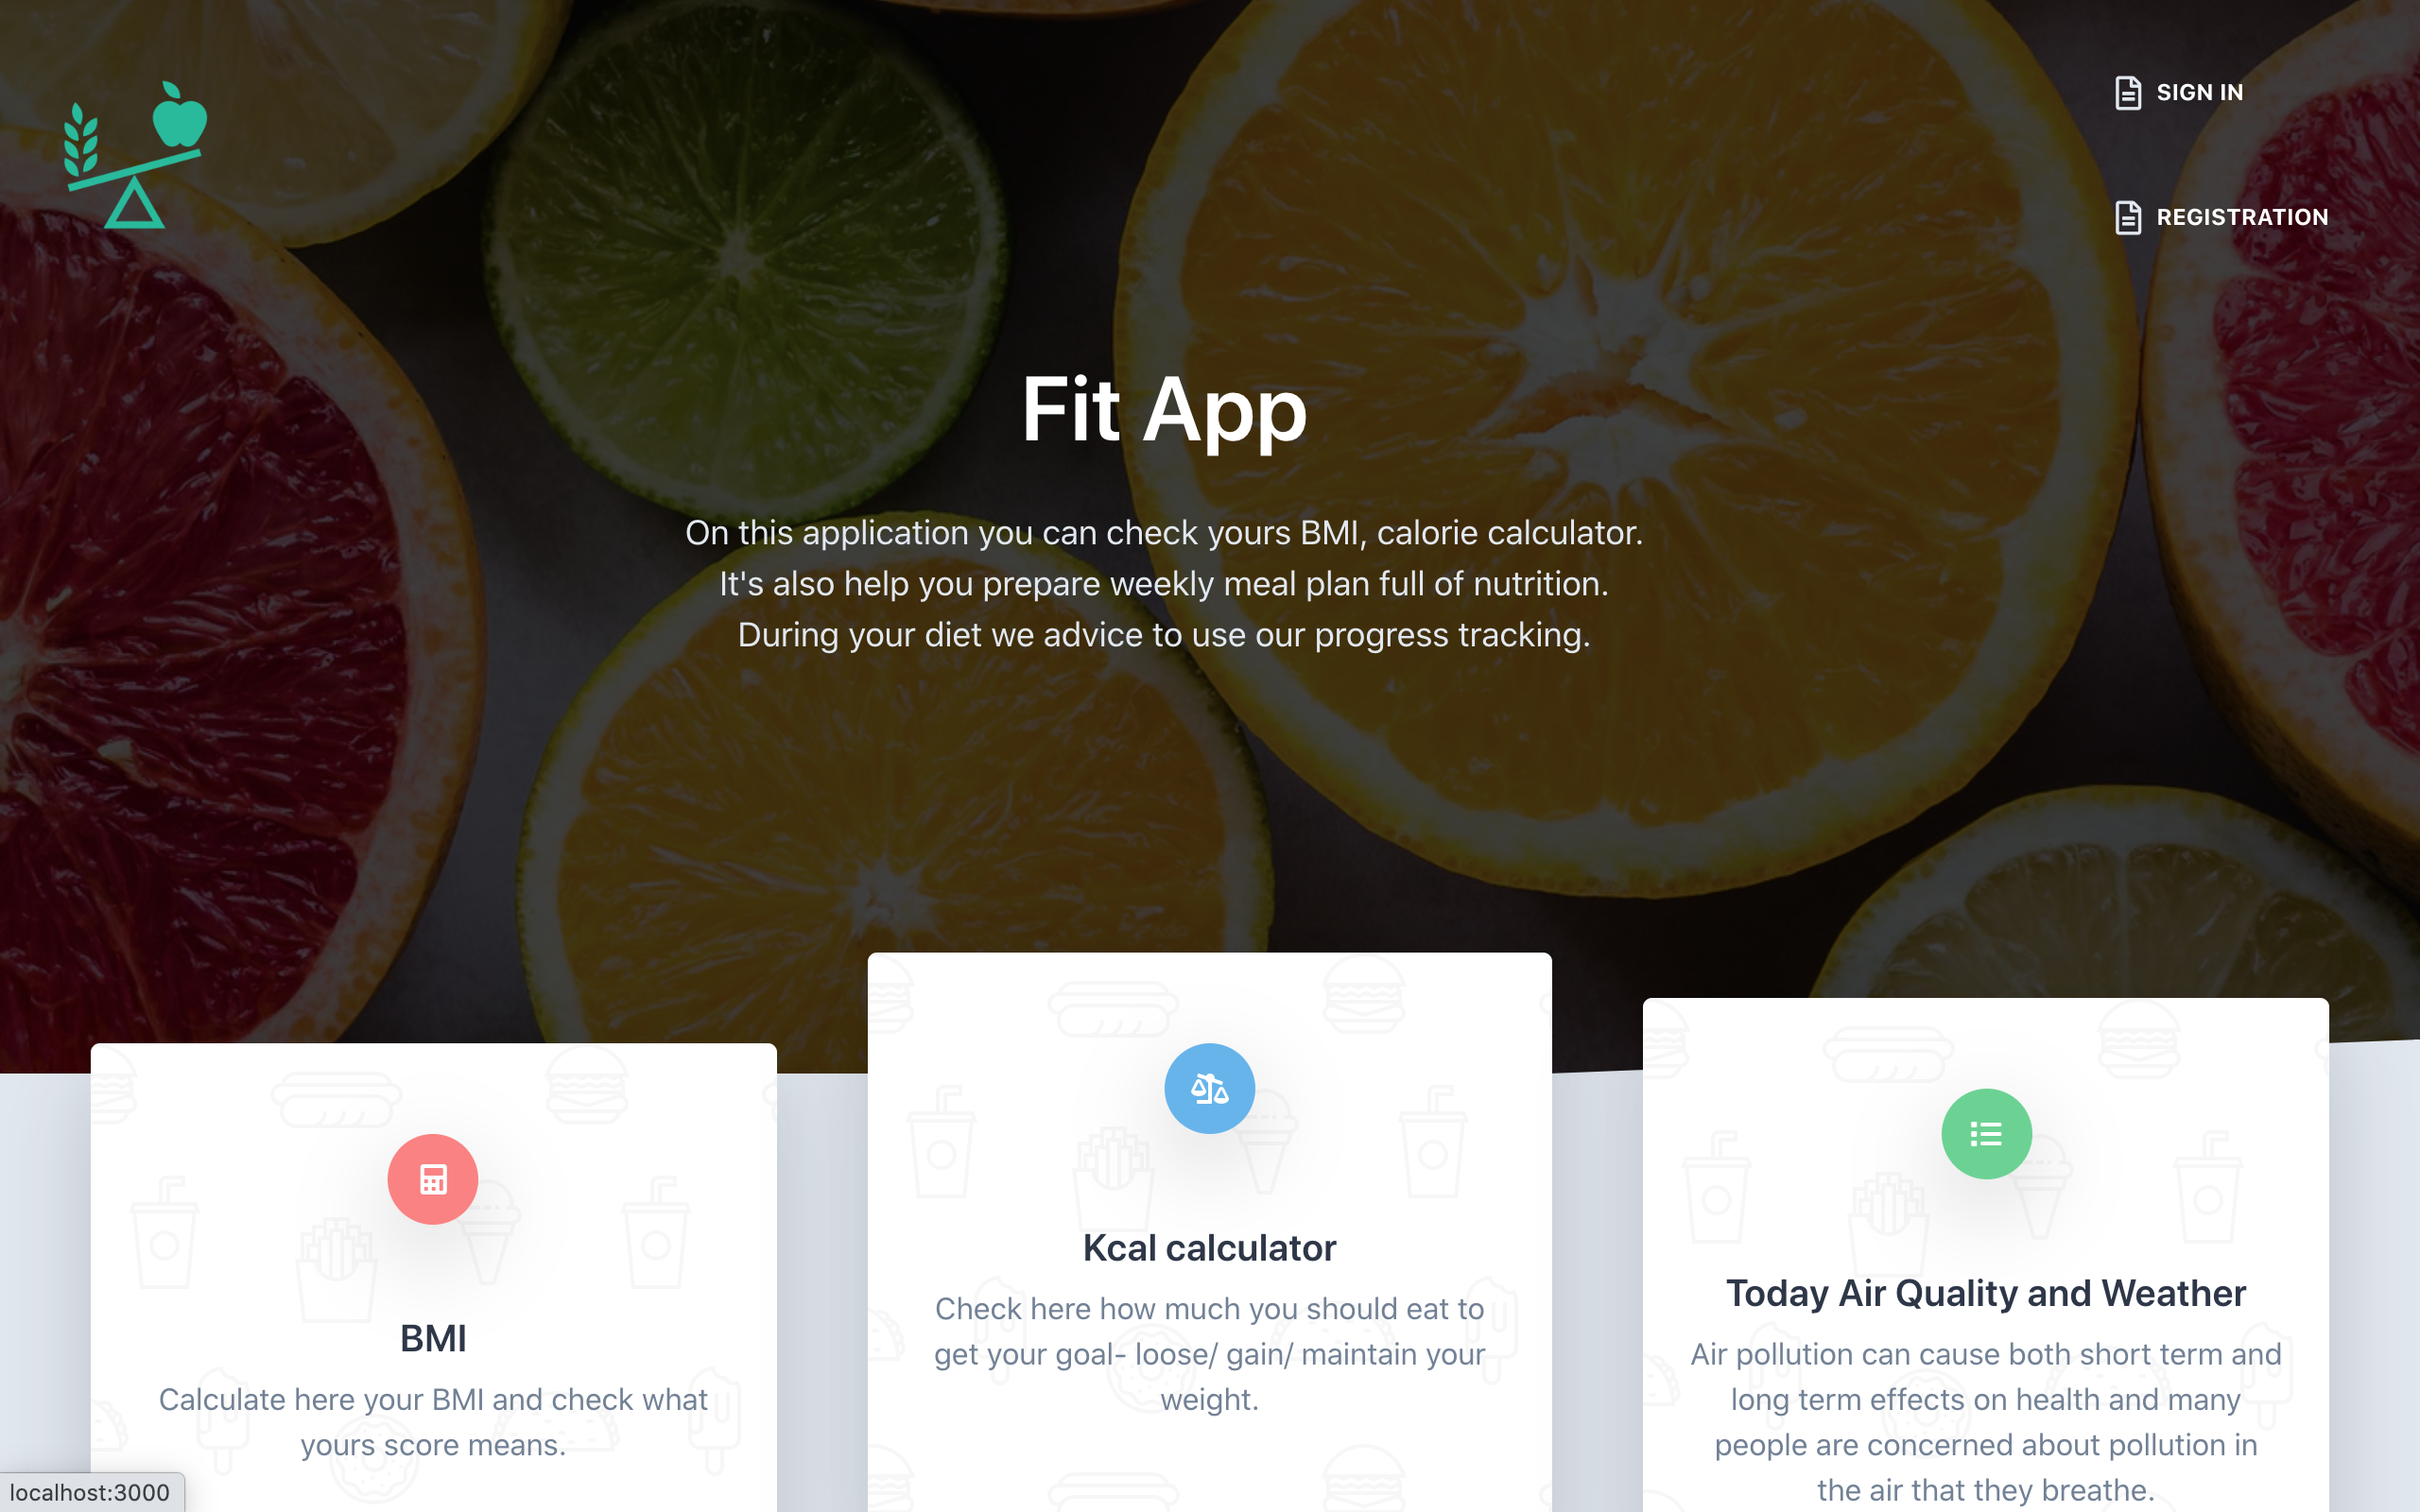 SIGN IN
REGISTRATION
Fit App
On this application you can check yours BMI, calorie calculator.
It's also help you prepare weekly meal plan full of nutrition.
During your diet we advice to use our progress tracking.
BMI
Calculate here your BMI and check what
yours score means.
Kcal calculator
Check here how much you should eat to
get your goal- loose/ gain/ maintain your
weight.
Today Air Quality and Weather
Air pollution can cause both short term and
long term effects on health and many
people are concerned about pollution in
the air that they breathe.
localhost:3000